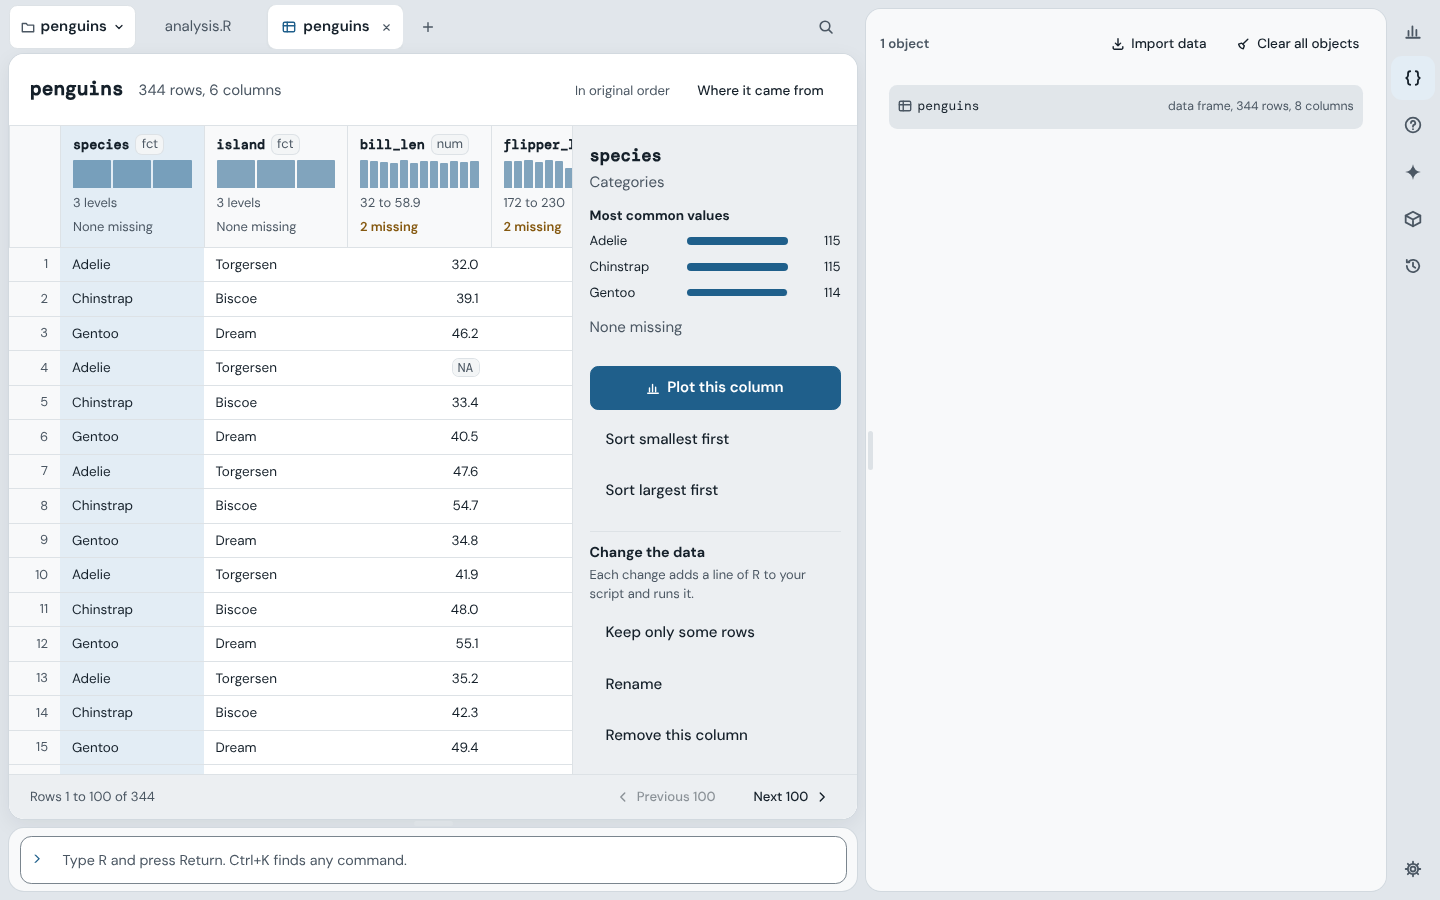 penguins
analysis.R
penguins
penguins
344 rows, 6 columns
In original order
Where it came from
species fct
3 levels
None missing
island fct
3 levels
None missing
bill_len num
32 to 58.9
2 missing
flipper_l
172 to 230
2 missing
1 Adelie Torgersen 32.0
2 Chinstrap Biscoe 39.1
3 Gentoo Dream 46.2
4 Adelie Torgersen NA
5 Chinstrap Biscoe 33.4
6 Gentoo Dream 40.5
7 Adelie Torgersen 47.6
8 Chinstrap Biscoe 54.7
9 Gentoo Dream 34.8
10 Adelie Torgersen 41.9
11 Chinstrap Biscoe 48.0
12 Gentoo Dream 55.1
13 Adelie Torgersen 35.2
14 Chinstrap Biscoe 42.3
15 Gentoo Dream 49.4
species
Categories
Most common values
Adelie 115
Chinstrap 115
Gentoo 114
None missing
Plot this column
Sort smallest first
Sort largest first
Change the data
Each change adds a line of R to your
script and runs it.
Keep only some rows
Rename
Remove this column
Rows 1 to 100 of 344
Previous 100
Next 100
Type R and press Return. Ctrl+K finds any command.
1 object
Import data
Clear all objects
penguins
data frame, 344 rows, 8 columns